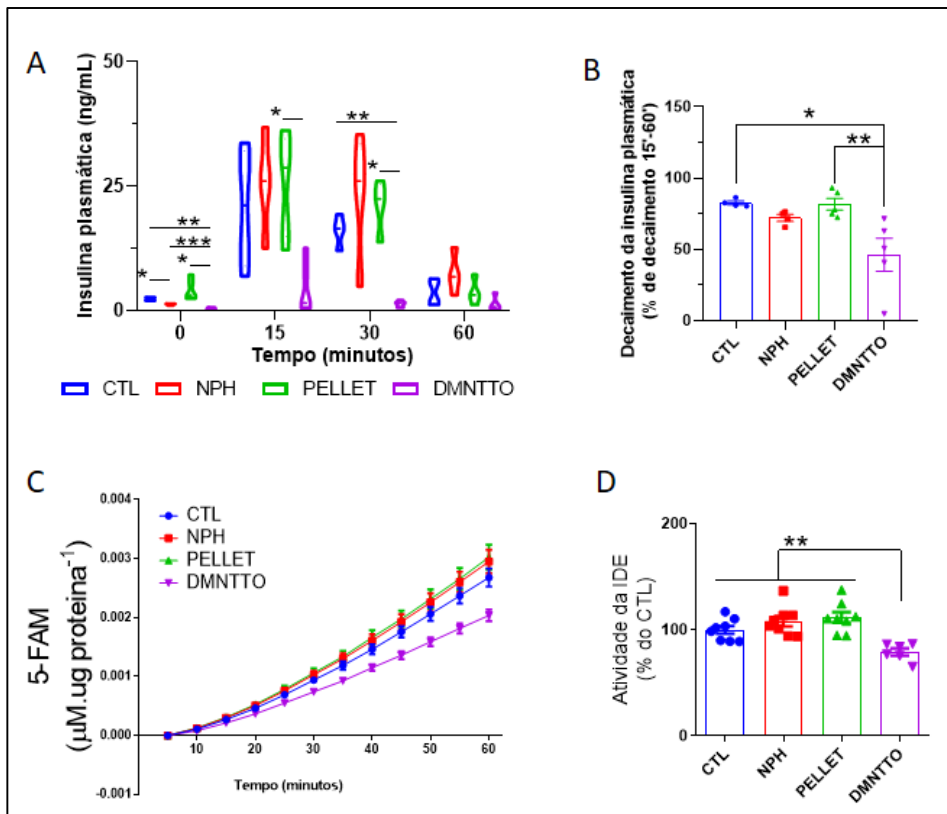 A
Insulina plasmática (ng/mL)
50
25
0
*
**
***
*
*
**
*
0
15
30
60
Tempo (minutos)
CTL
NPH
PELLET
DMNTTO
B
Decaimento da insulina plasmática
(% de decaimento 15'-60')
150
100
50
0
*
**
CTL
NPH
PELLET
DMNTTO
C
5-FAM
(µM.ug proteina-1)
0.004
0.003
0.002
0.001
0.000
-0.001
CTL
NPH
PELLET
DMNTTO
10
20
30
40
50
60
Tempo (minutos)
D
Atividade da IDE
(% do CTL)
200
100
0
**
CTL
NPH
PELLET
DMNTTO